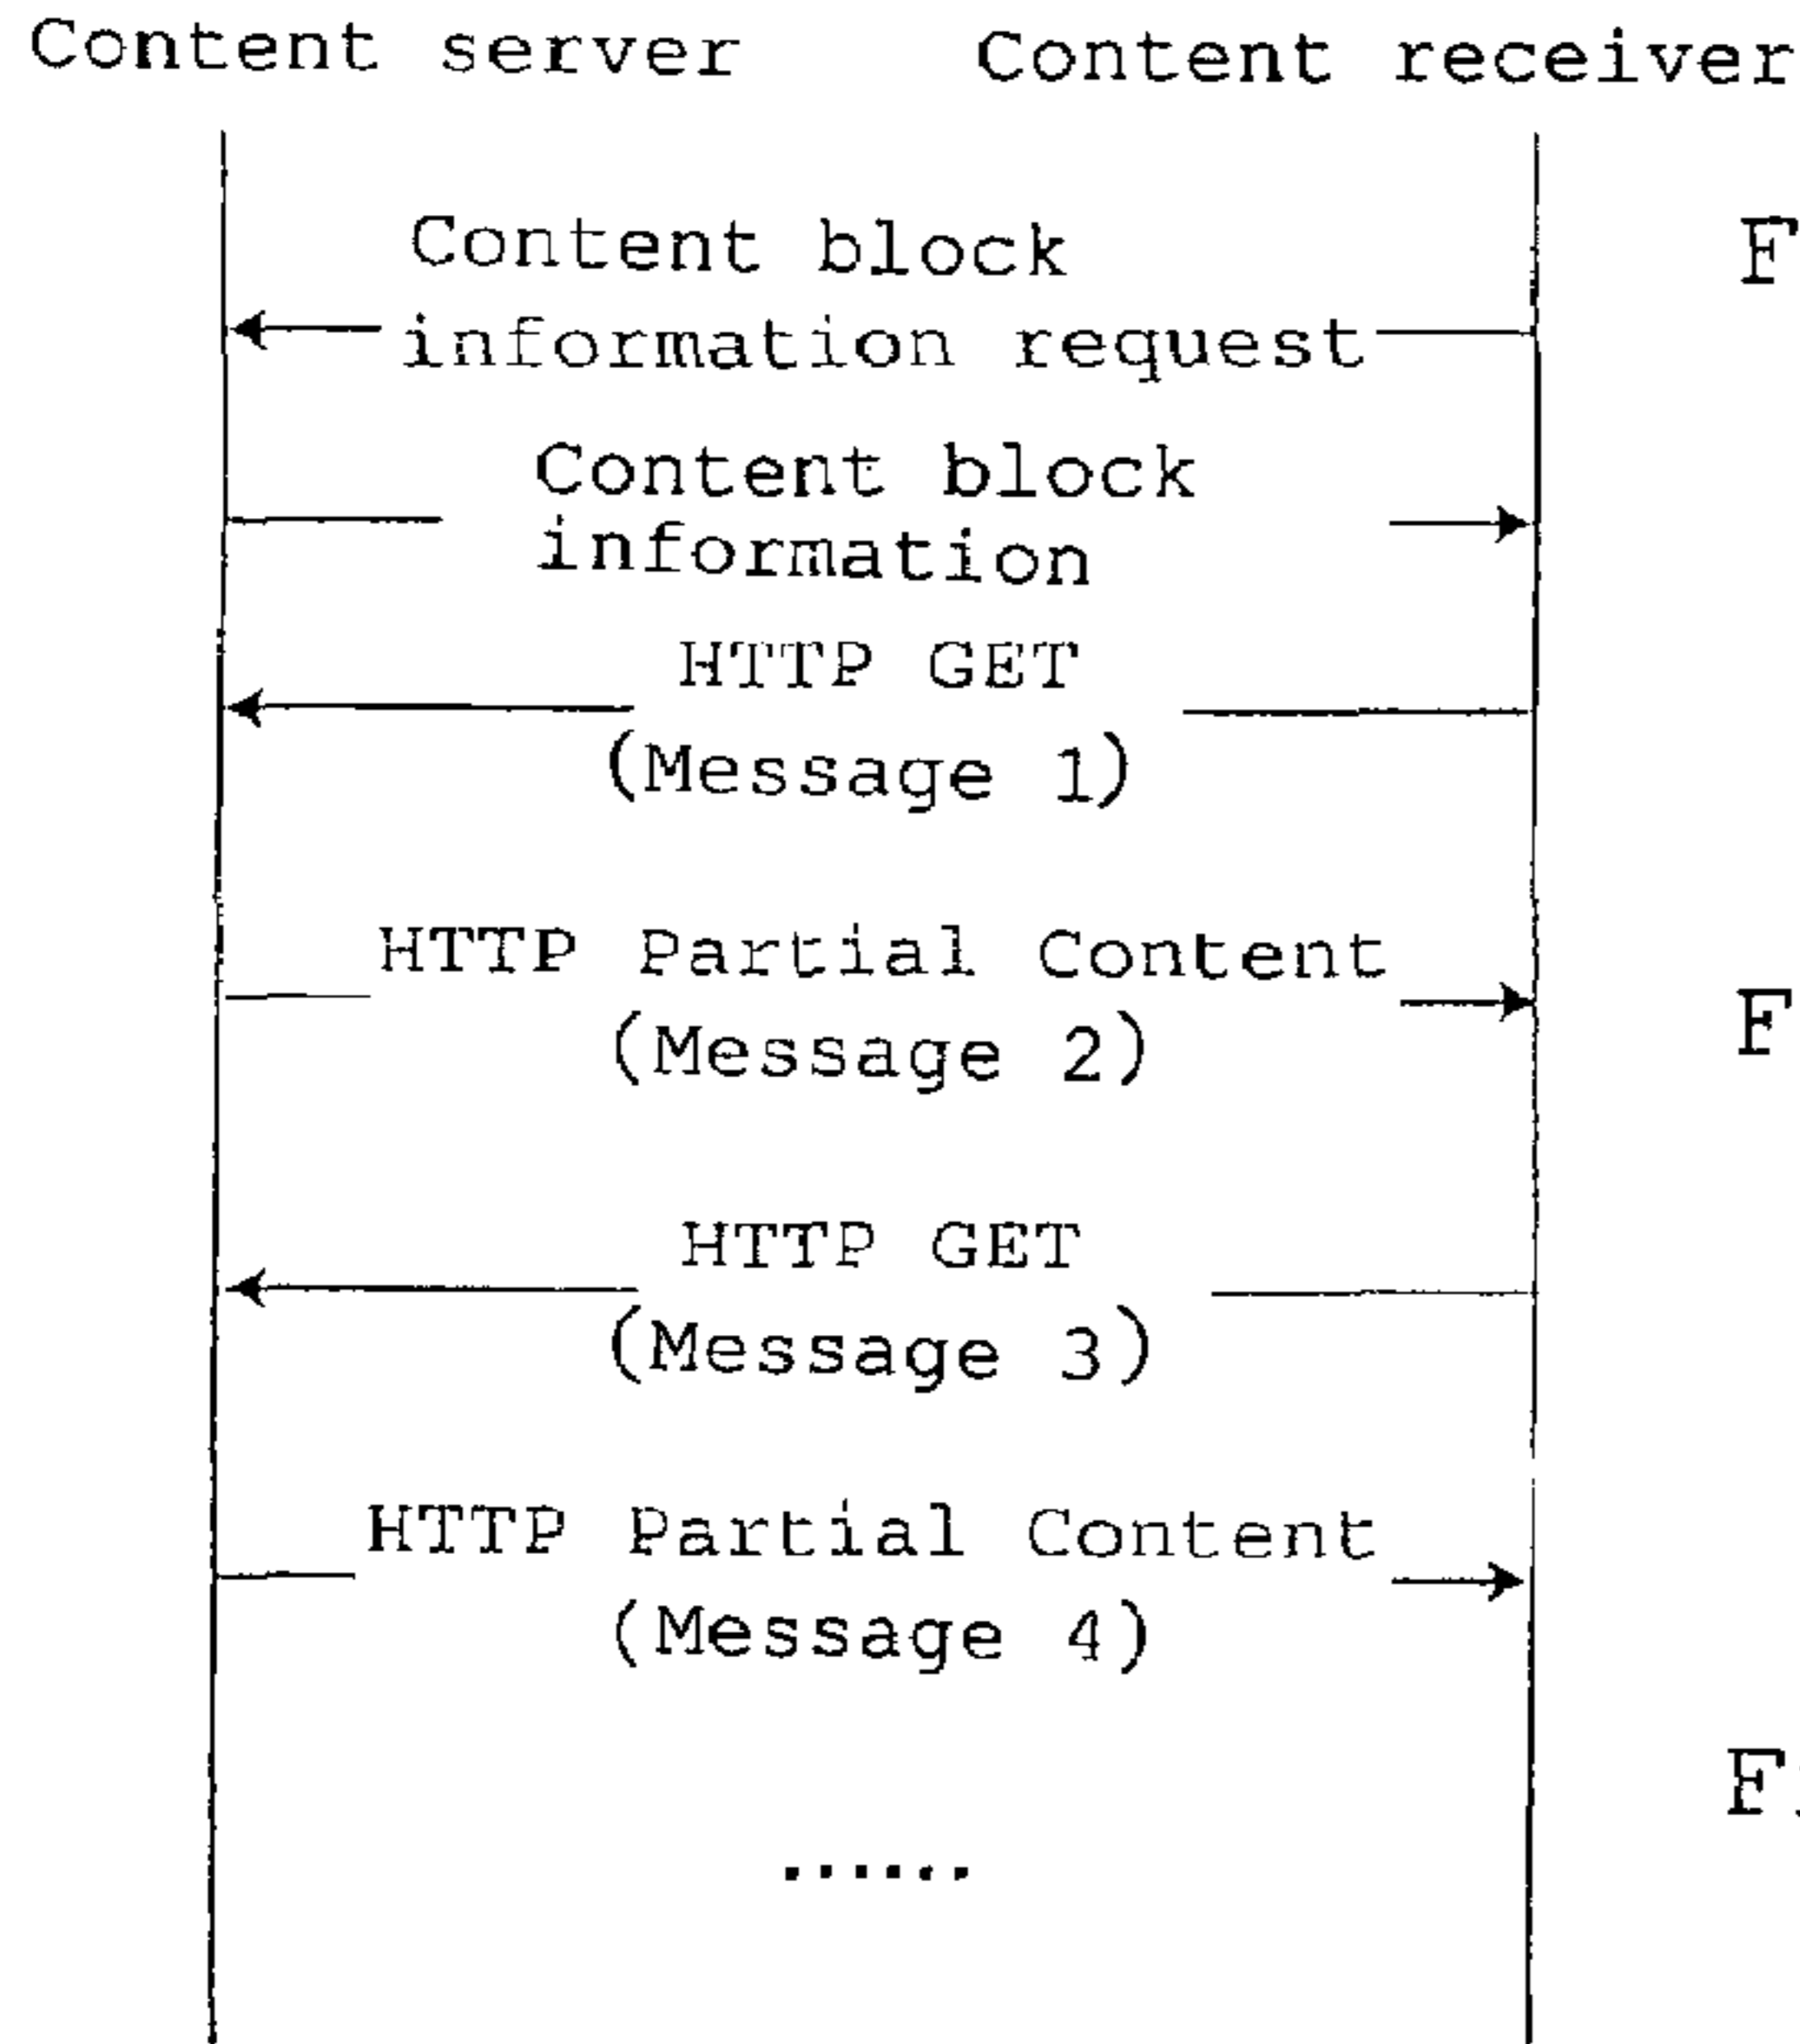 Content server Content receiver
Content block
information request
Content block
information
HTTP GET
(Message 1)
HTTP Partial Content
(Message 2)
HTTP GET
(Message 3)
HTTP Partial Content
(Message 4)
......